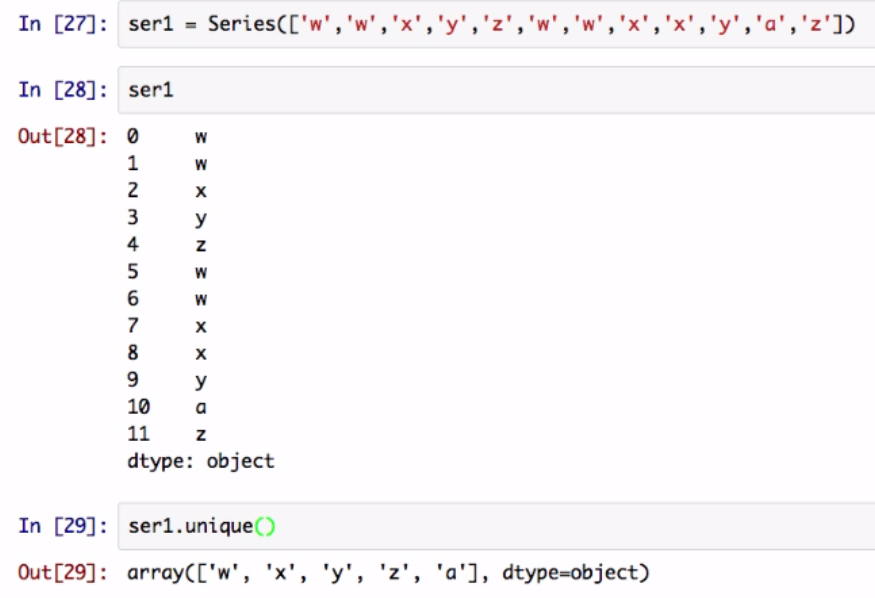 In [27]: ser1 = Series(['w','w','x','y','z','w','w','x','x','y','a','z'])
In [28]: ser1
Out[28]: 0 w
1 w
2 x
3 y
4 z
5 w
6 w
7 x
8 x
9 y
10 a
11 z
dtype: object
In [29]: ser1.unique()
Out[29]: array(['w', 'x', 'y', 'z', 'a'], dtype=object)